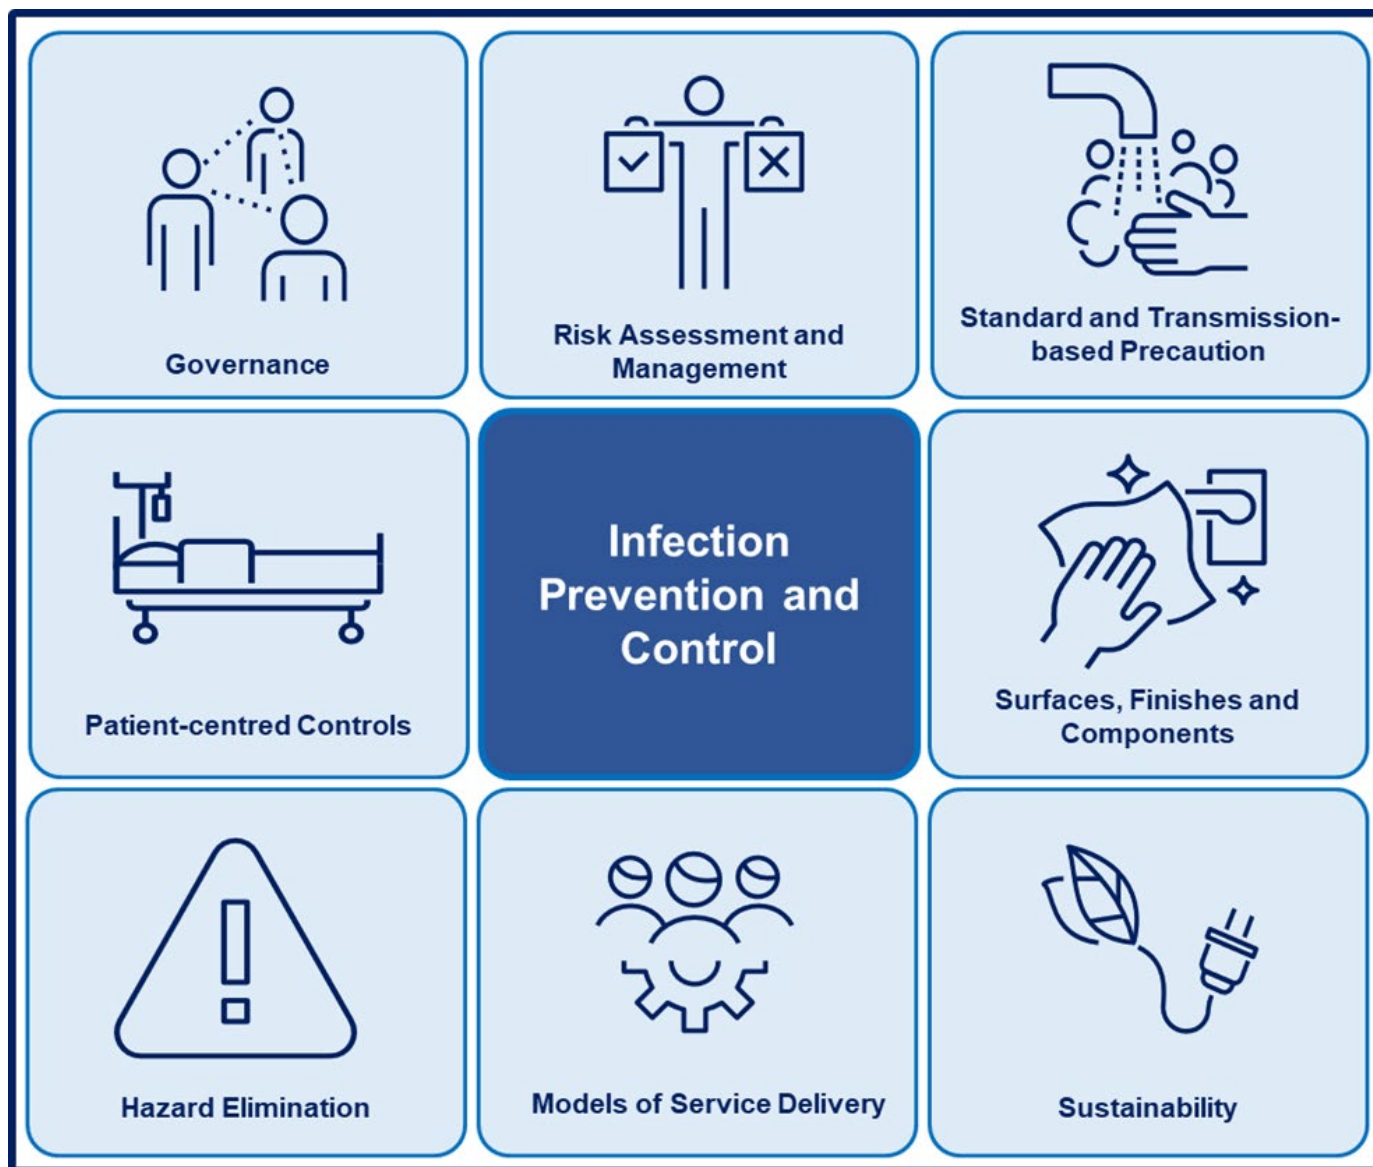 Governance
Risk Assessment and
Management
Standard and Transmission-
based Precaution
Patient-centred Controls
Infection
Prevention and
Control
Surfaces, Finishes and
Components
Hazard Elimination
Models of Service Delivery
Sustainability